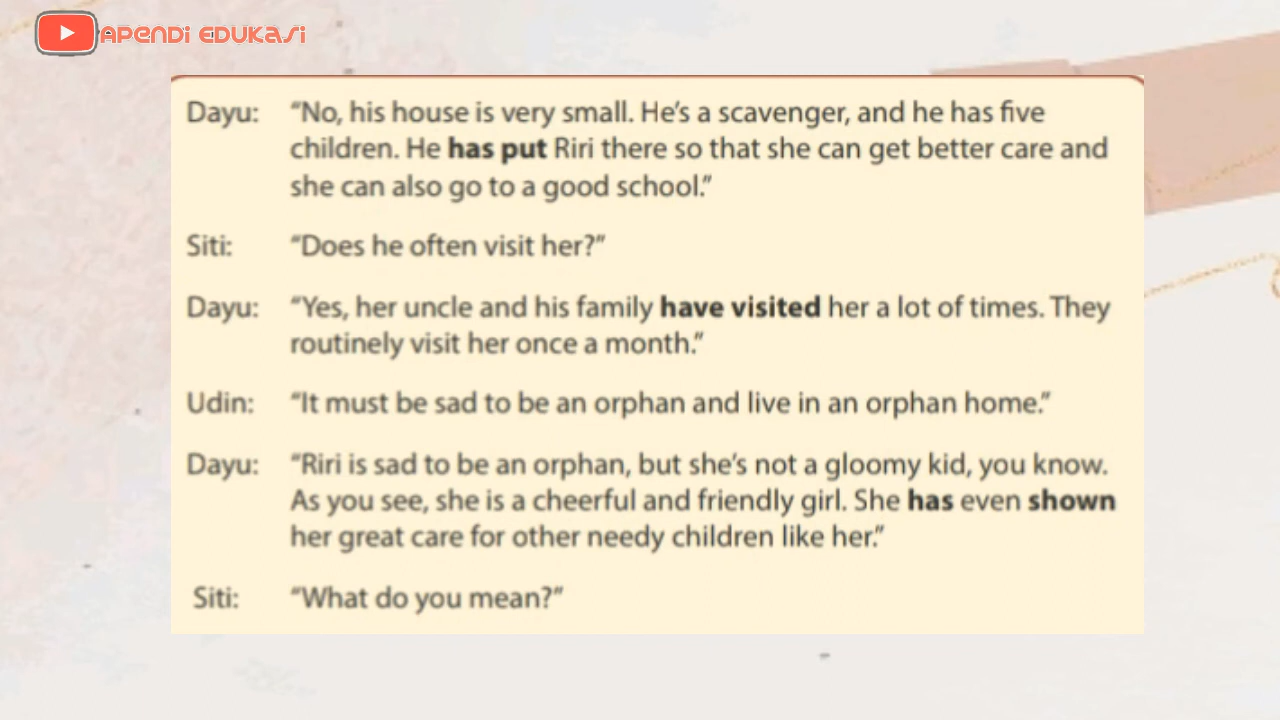 APENDI EDUKASI
Dayu: “No, his house is very small. He’s a scavenger, and he has five
children. He has put Riri there so that she can get better care and
she can also go to a good school.”
Siti: “Does he often visit her?”
Dayu: “Yes, her uncle and his family have visited her a lot of times. They
routinely visit her once a month.”
Udin: “It must be sad to be an orphan and live in an orphan home.”
Dayu: “Riri is sad to be an orphan, but she’s not a gloomy kid, you know.
As you see, she is a cheerful and friendly girl. She has even shown
her great care for other needy children like her.”
Siti: “What do you mean?”